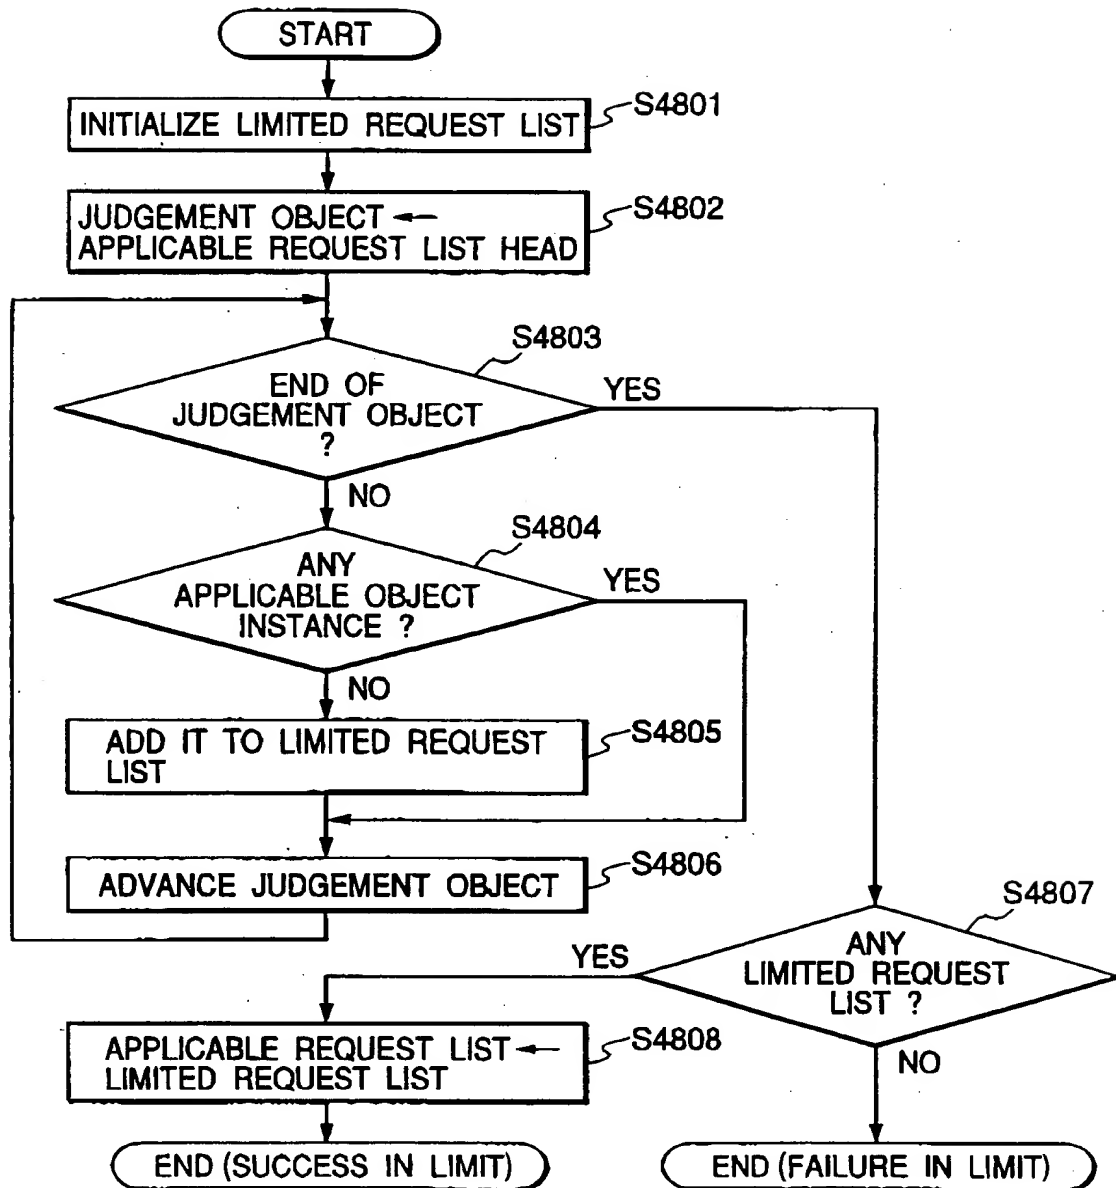 START
INITIALIZE LIMITED REQUEST LIST
S4801
JUDGEMENT OBJECT ←
APPLICABLE REQUEST LIST HEAD
S4802
S4803
END OF
JUDGEMENT OBJECT
?
YES
NO
S4804
ANY
APPLICABLE OBJECT
INSTANCE ?
YES
NO
ADD IT TO LIMITED REQUEST
LIST
S4805
ADVANCE JUDGEMENT OBJECT
S4806
S4807
ANY
LIMITED REQUEST
LIST ?
YES
NO
APPLICABLE REQUEST LIST ←
LIMITED REQUEST LIST
S4808
END (SUCCESS IN LIMIT)
END (FAILURE IN LIMIT)